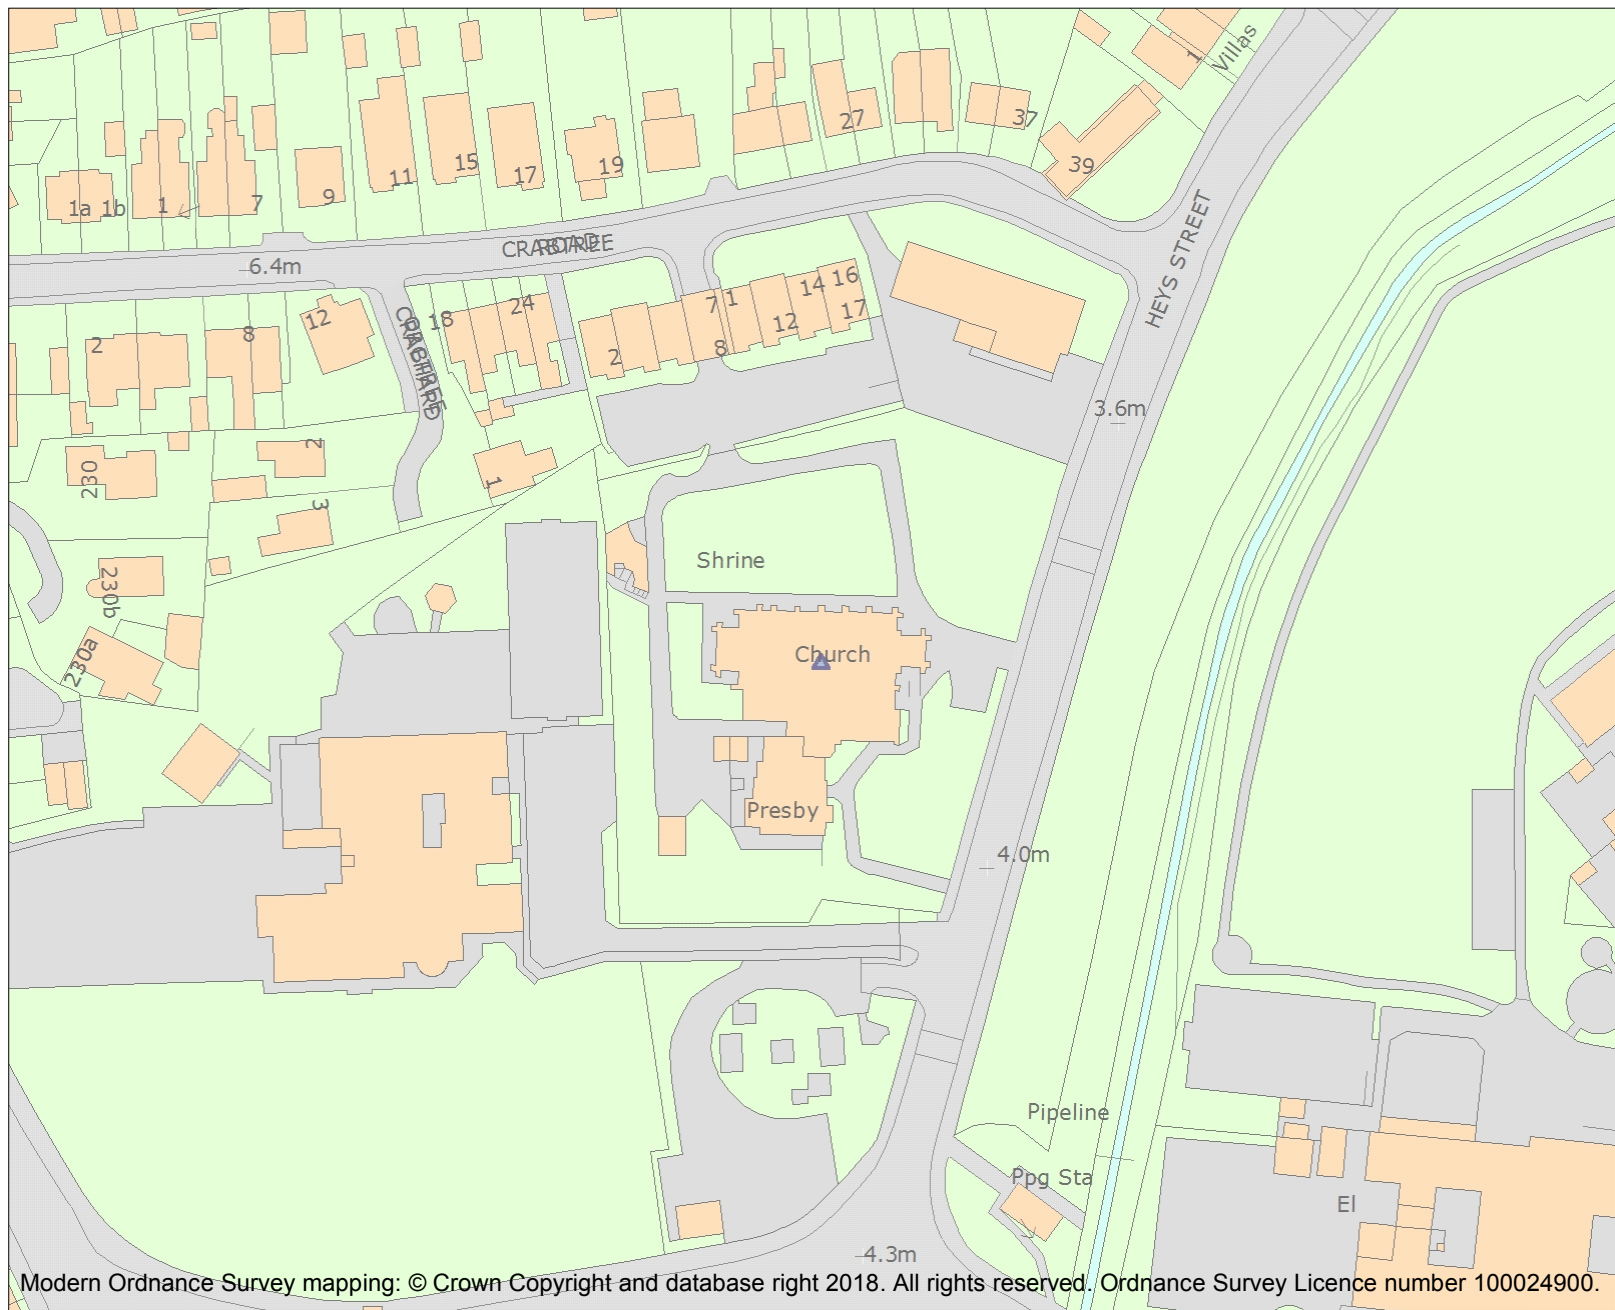 Villas
1
37
27
39
15
19
17
11
9
1a 1b
1
7
HEYS STREET
CRABTREE
ROAD
6.4m
14 16
7 1
24
18
12
12
17
8
2
8
2
CRABTREE
ORCHARD
3.6m
2
230
1
3
Shrine
230b
Church
230a
Presby
4.0m
Pipeline
Ppg Sta
El
4.3m
Modern Ordnance Survey mapping: © Crown Copyright and database right 2018. All rights reserved. Ordnance Survey Licence number 100024900.